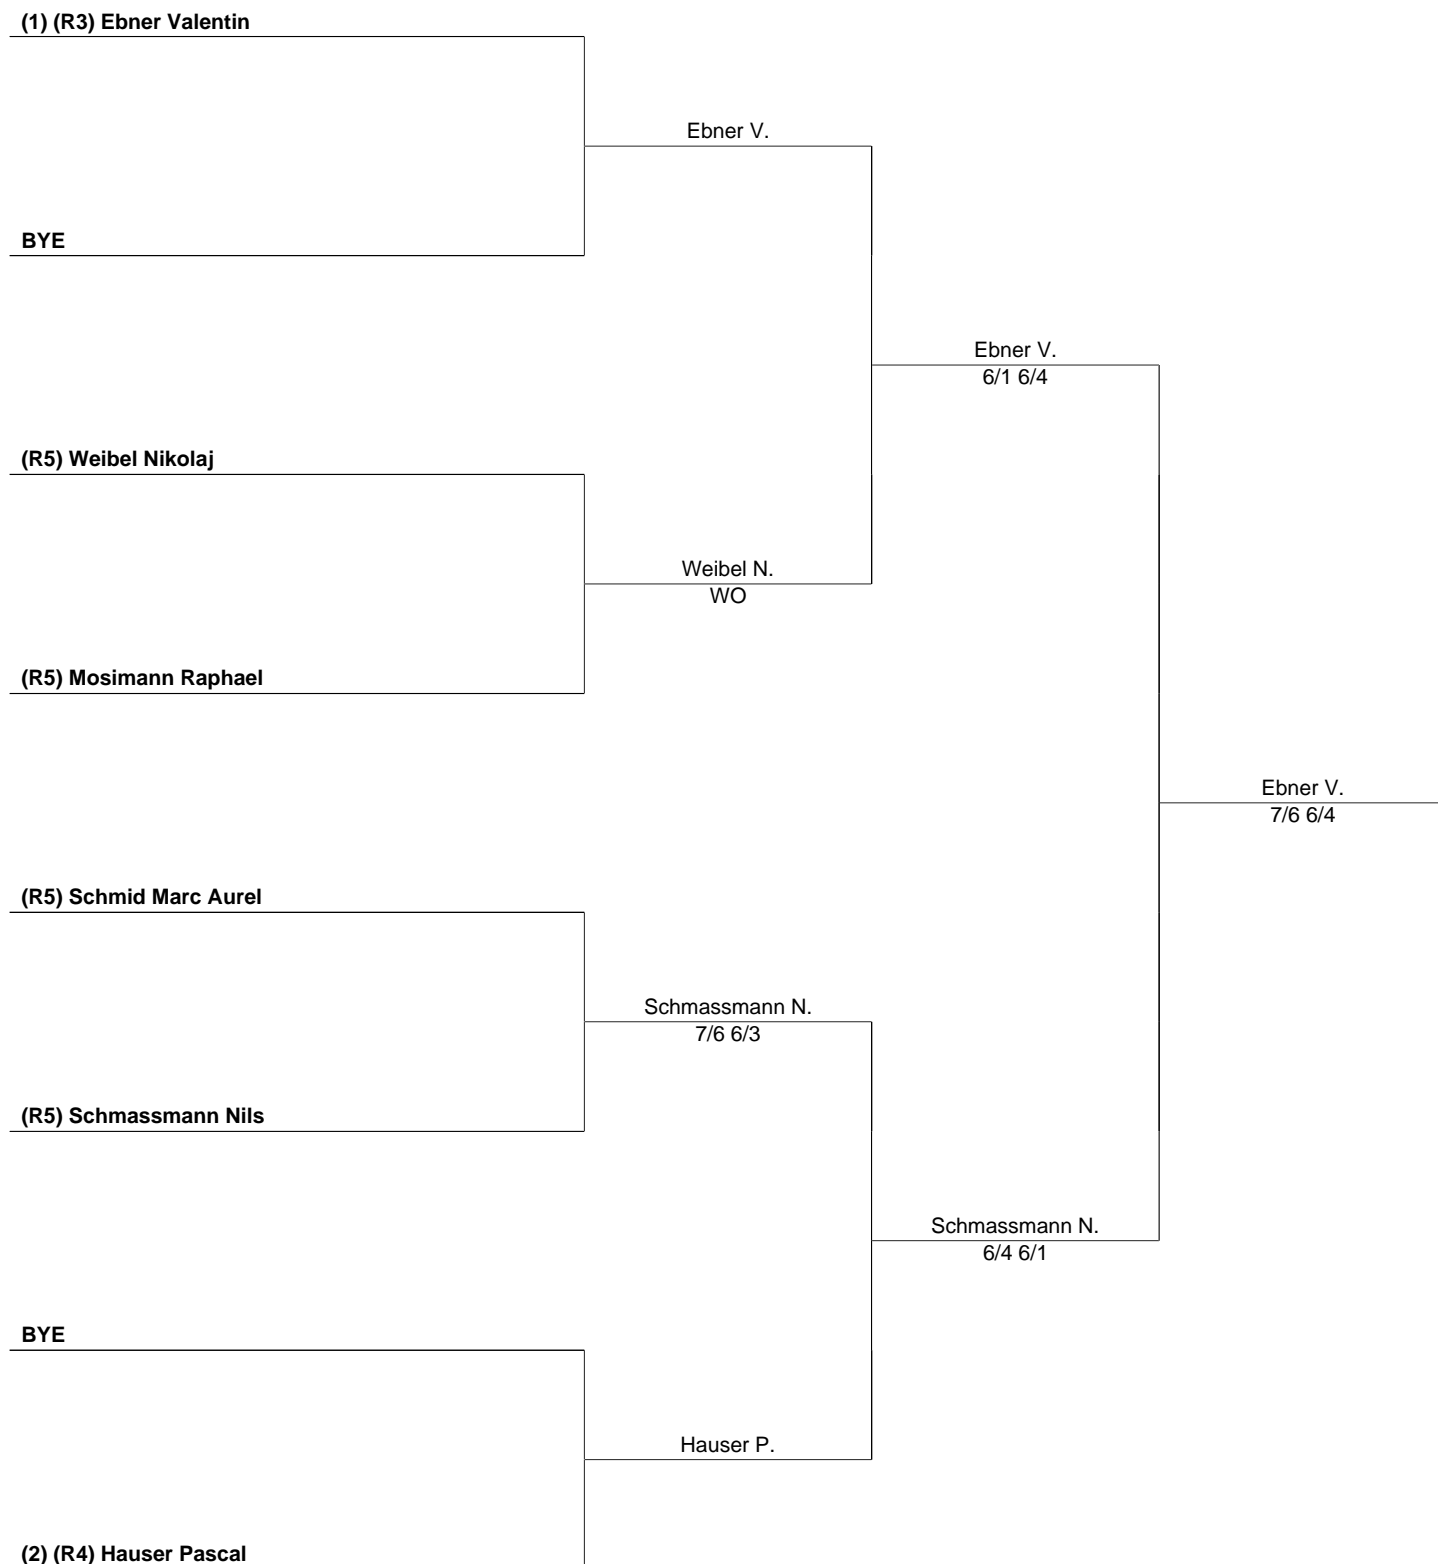 (1) (R3) Ebner Valentin
Ebner V.
BYE
Ebner V.
6/1 6/4
(R5) Weibel Nikolaj
Weibel N.
WO
(R5) Mosimann Raphael
Ebner V.
7/6 6/4
(R5) Schmid Marc Aurel
Schmassmann N.
7/6 6/3
(R5) Schmassmann Nils
Schmassmann N.
6/4 6/1
BYE
Hauser P.
(2) (R4) Hauser Pascal